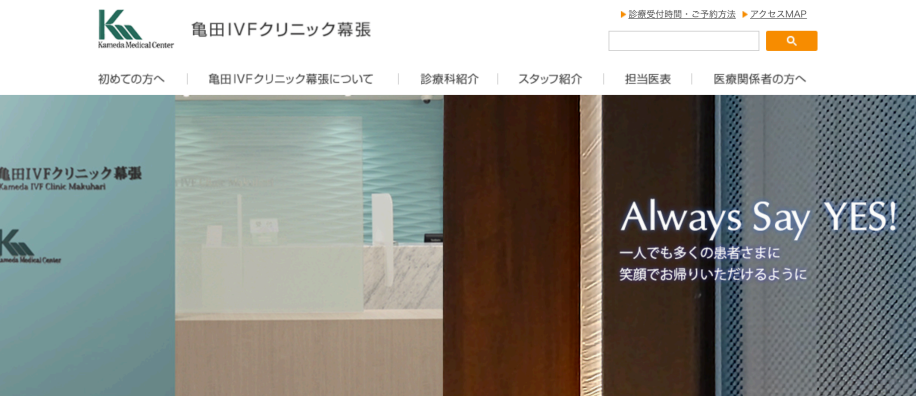 Kameda Medical Center
亀田IVFクリニック幕張
診療受付時間・ご予約方法
アクセスMAP
初めての方へ
亀田IVFクリニック幕張について
診療科紹介
スタッフ紹介
担当医表
医療関係者の方へ
亀田IVFクリニック幕張
Kameda IVF Clinic Makuhari
Kameda Medical Center
Always Say YES!
一人でも多くの患者さまに
笑顔でお帰りいただけるように